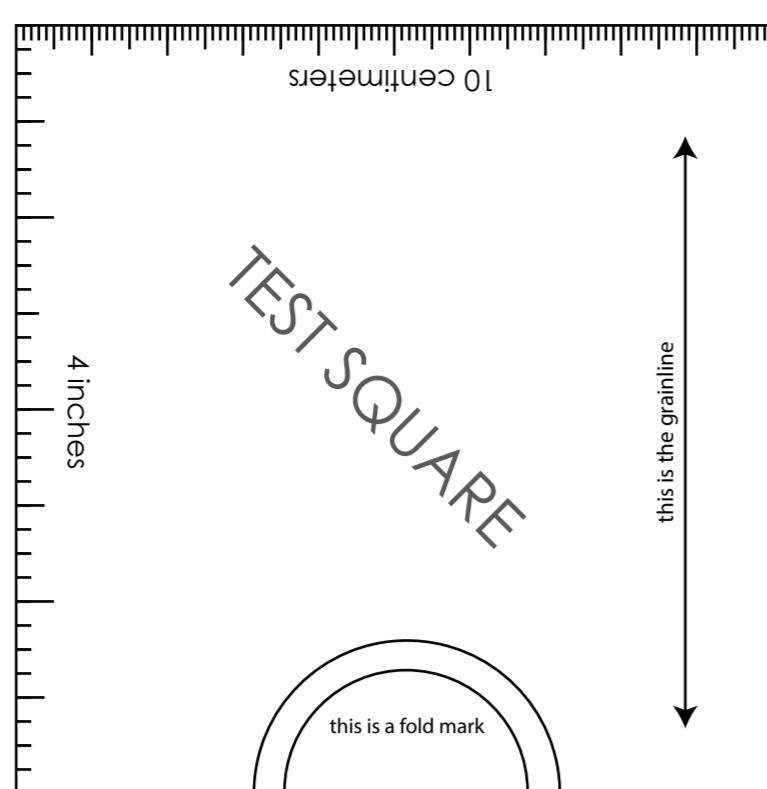 10 centimeters
TEST SQUARE
4 inches
this is the grainline
this is a fold mark